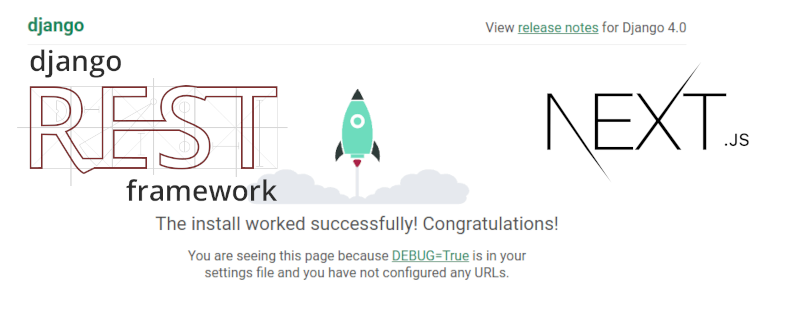 django
View release notes for Django 4.0
django
REST
framework
NEXT.JS
The install worked successfully! Congratulations!
You are seeing this page because DEBUG=True is in your
settings file and you have not configured any URLs.